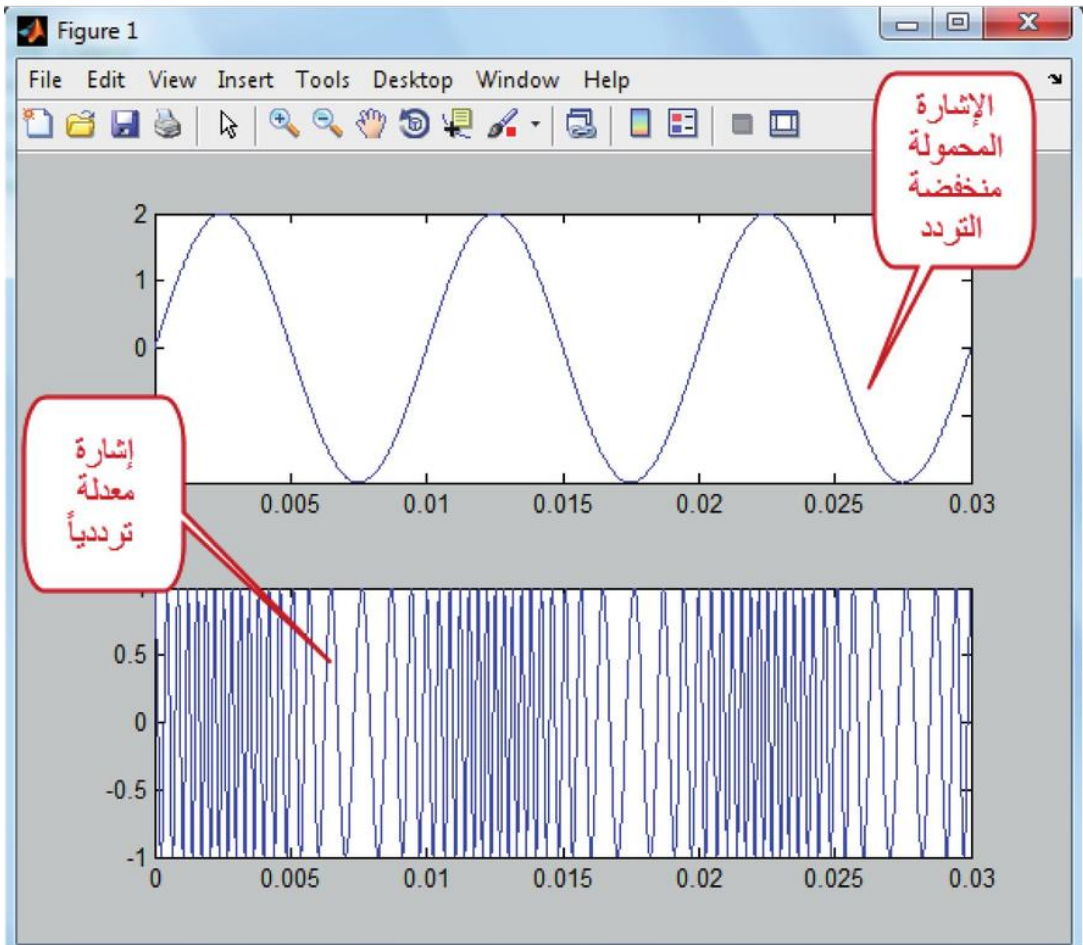 Figure 1
File Edit View Insert Tools Desktop Window Help
الإشارة
المحمولة
منخفضة
التردد
2
1
0
0.005 0.01 0.015 0.02 0.025 0.03
إشارة
معدلة
ترددياً
0.5
0
-0.5
-1
0 0.005 0.01 0.015 0.02 0.025 0.03